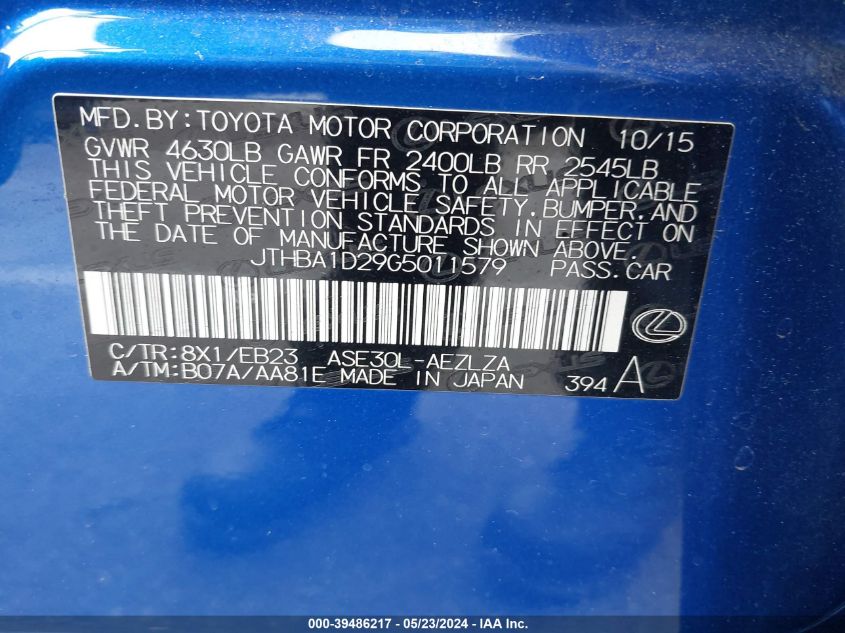 MFD.BY:TOYOTA MOTOR CORPORATION 10/15
GVWR 4630LB GAWR FR 2400LB RR 2545LB
THIS VEHICLE CONFORMS TO ALL APPLICABLE
FEDERAL MOTOR VEHICLE SAFETY,BUMPER,AND
THEFT PREVENTION STANDARDS IN EFFECT ON
THE DATE OF MANUFACTURE SHOWN ABOVE.
JTHBA1D29G5011579 PASS.CAR
C/TR:8X1/EB23 ASE30L-AEZLZA
A/TM:B07A/AA81E MADE IN JAPAN 394 A
000-39486217 - 05/23/2024 - IAA Inc.